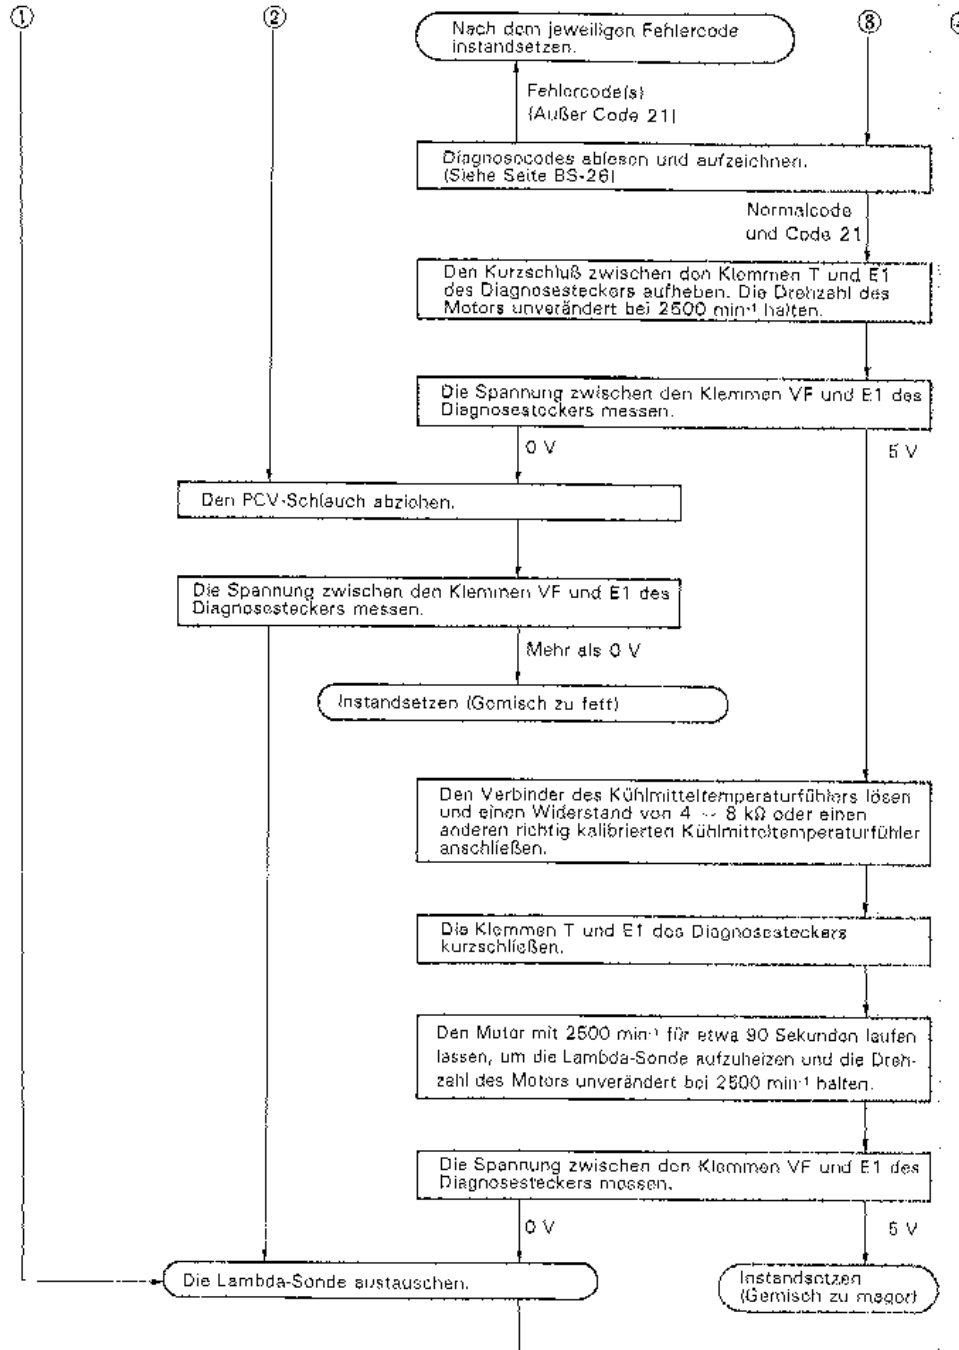 ① ② ③
Nach dem jeweiligen Fehlercode
instandsetzen.
Fehlercode(s)
(Außer Code 21)
Diagnosecodes ablesen und aufzeichnen.
(Siehe Seite BS-26)
Normalcode
und Code 21
Den Kurzschluß zwischen den Klemmen T und E1
des Diagnosesteckers aufheben. Die Drehzahl des
Motors unverändert bei 2500 min⁻¹ halten.
Die Spannung zwischen den Klemmen VF und E1 des
Diagnosesteckers messen.
0 V
5 V
Den PCV-Schlauch abziehen.
Die Spannung zwischen den Klemmen VF und E1 des
Diagnosesteckers messen.
Mehr als 0 V
Instandsetzen (Gemisch zu fett)
Den Verbinder des Kühlmitteltemperaturfühlers lösen
und einen Widerstand von 4 ~ 8 kΩ oder einen
anderen richtig kalibrierten Kühlmitteltemperaturfühler
anschließen.
Die Klemmen T und E1 des Diagnosesteckers
kurzschließen.
Den Motor mit 2500 min⁻¹ für etwa 90 Sekunden laufen
lassen, um die Lambda-Sonde aufzuheizen und die Dreh-
zahl des Motors unverändert bei 2500 min⁻¹ halten.
Die Spannung zwischen den Klemmen VF und E1 des
Diagnosesteckers messen.
0 V
5 V
Die Lambda-Sonde austauschen.
Instandsetzen
(Gemisch zu mager)